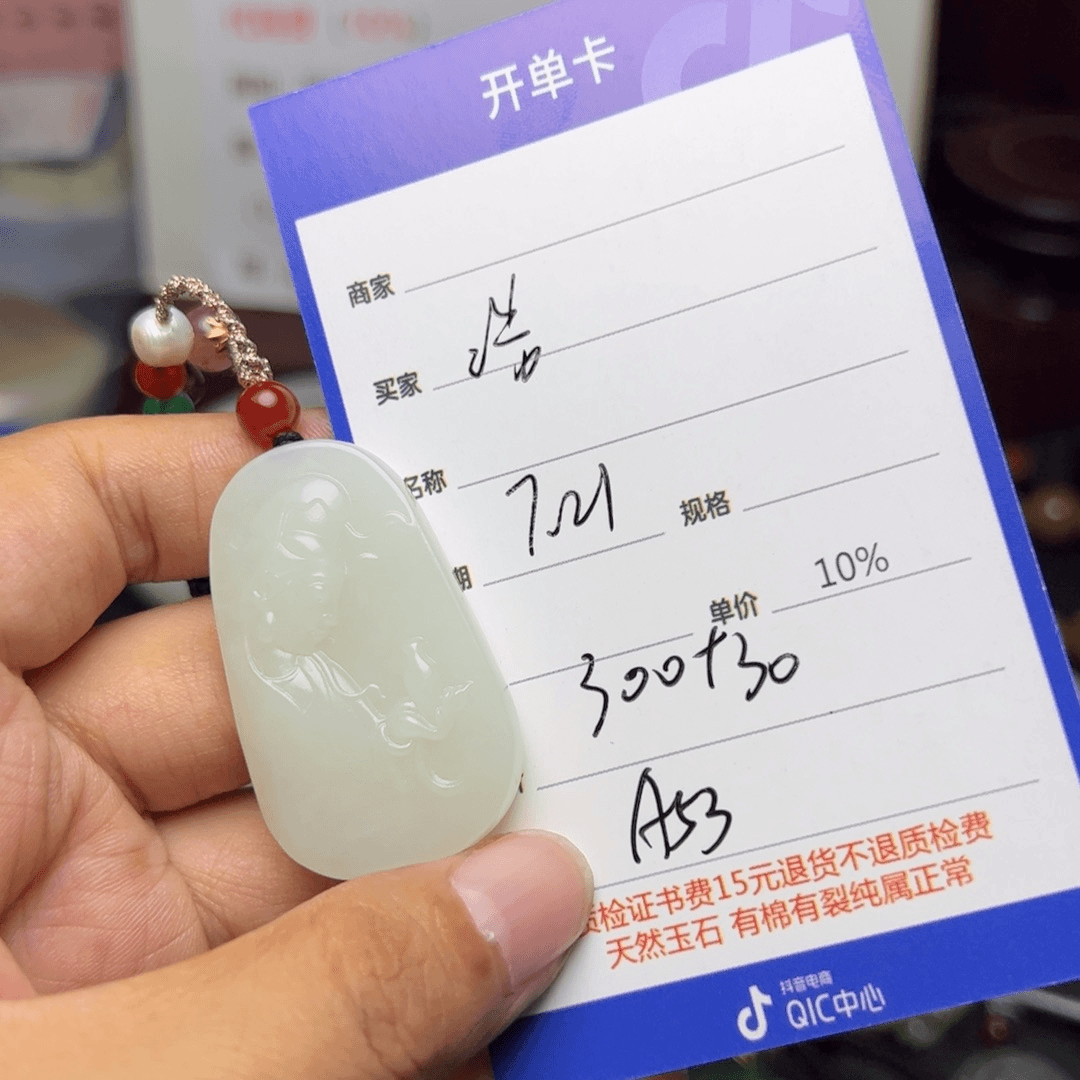 开单卡
商家
浩
买家
名称
7.21
规格
期
单价 10%
300+30
A53
质检证书费15元退货不退质检费
天然玉石 有棉有裂纯属正常
抖音电商
QIC中心